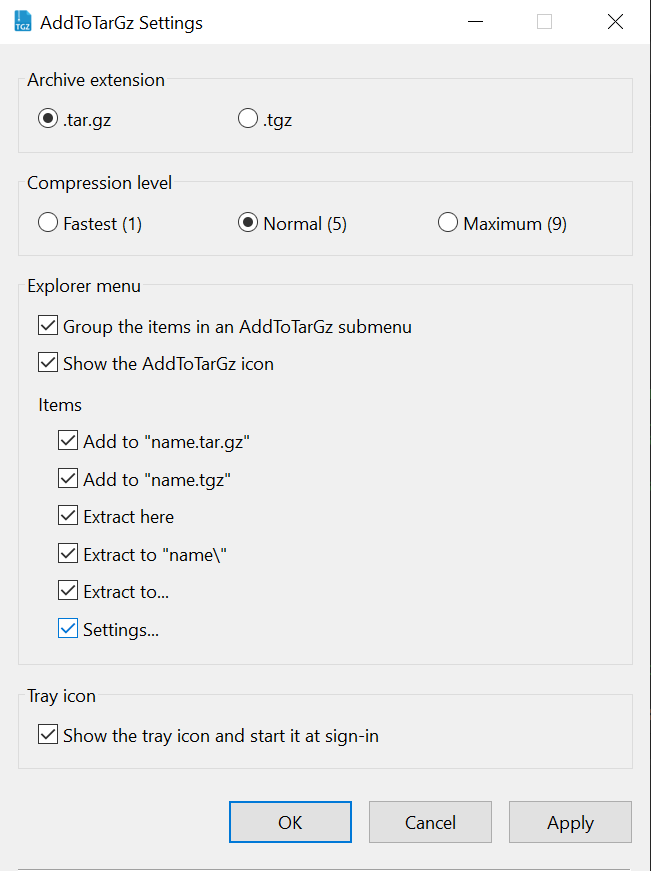 TGZ AddToTarGz Settings
Archive extension
.tar.gz .tgz
Compression level
Fastest (1) Normal (5) Maximum (9)
Explorer menu
Group the items in an AddToTarGz submenu
Show the AddToTarGz icon
Items
Add to "name.tar.gz"
Add to "name.tgz"
Extract here
Extract to "name\"
Extract to...
Settings...
Tray icon
Show the tray icon and start it at sign-in
OK Cancel Apply